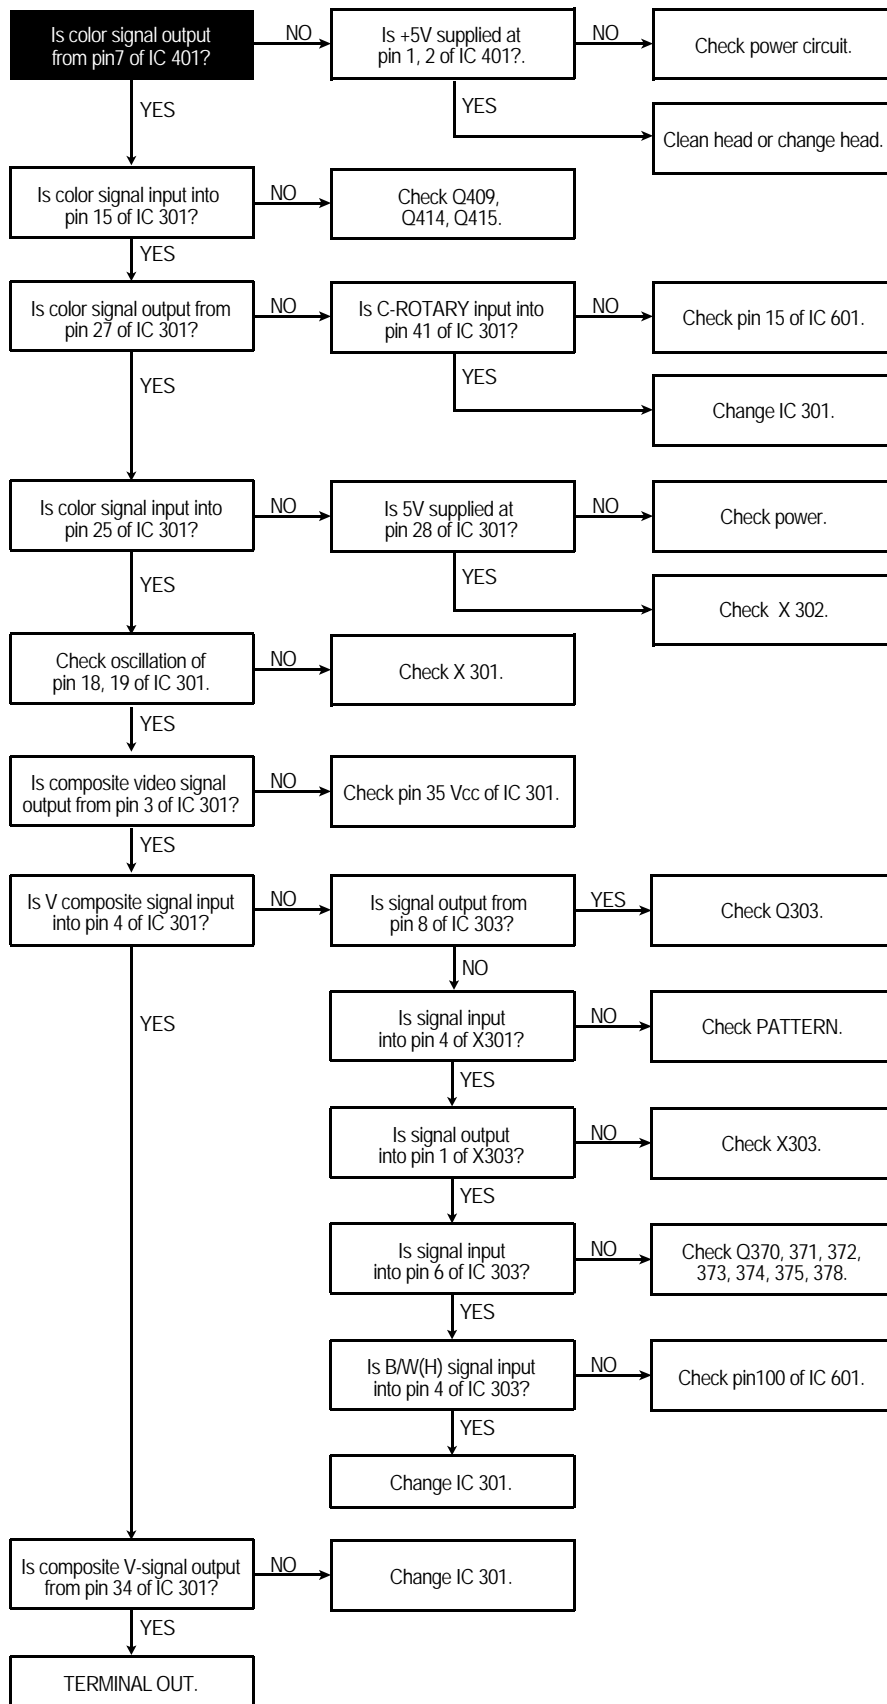 Is color signal output
from pin7 of IC 401?
NO
Is +5V supplied at
pin 1, 2 of IC 401?.
NO
Check power circuit.
YES
YES
Clean head or change head.
Is color signal input into
pin 15 of IC 301?
NO
Check Q409,
Q414, Q415.
YES
Is color signal output from
pin 27 of IC 301?
NO
Is C-ROTARY input into
pin 41 of IC 301?
NO
Check pin 15 of IC 601.
YES
YES
Change IC 301.
Is color signal input into
pin 25 of IC 301?
NO
Is 5V supplied at
pin 28 of IC 301?
NO
Check power.
YES
YES
Check X 302.
Check oscillation of
pin 18, 19 of IC 301.
NO
Check X 301.
YES
Is composite video signal
output from pin 3 of IC 301?
NO
Check pin 35 Vcc of IC 301.
YES
Is V composite signal input
into pin 4 of IC 301?
NO
Is signal output from
pin 8 of IC 303?
YES
Check Q303.
NO
YES
Is signal input
into pin 4 of X301?
NO
Check PATTERN.
YES
Is signal output
into pin 1 of X303?
NO
Check X303.
YES
Is signal input
into pin 6 of IC 303?
NO
Check Q370, 371, 372,
373, 374, 375, 378.
YES
Is B/W(H) signal input
into pin 4 of IC 303?
NO
Check pin100 of IC 601.
YES
Change IC 301.
Is composite V-signal output
from pin 34 of IC 301?
NO
Change IC 301.
YES
TERMINAL OUT.